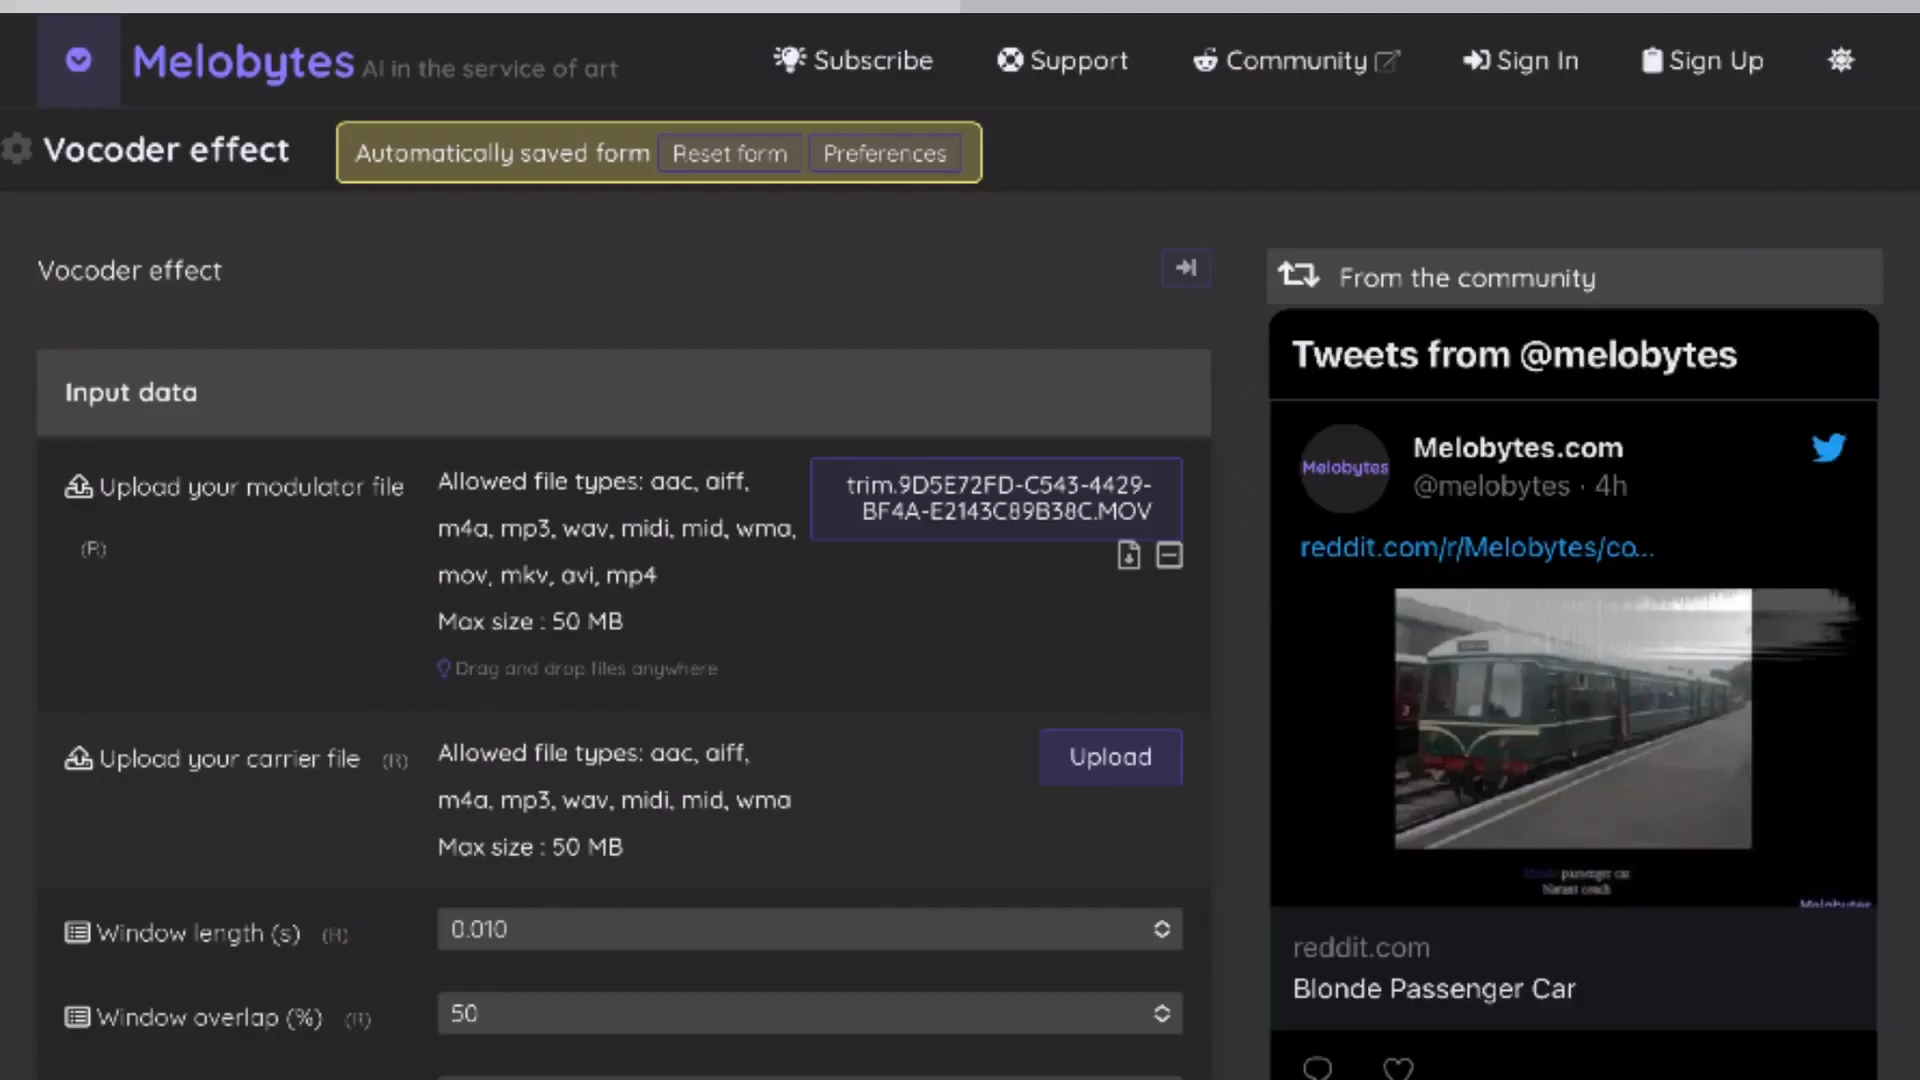 Melobytes AI in the service of art
Subscribe
Support
Community
Sign In
Sign Up
Vocoder effect
Automatically saved form
Reset form
Preferences
Vocoder effect
Input data
Upload your modulator file
(R)
Allowed file types: aac, aiff,
m4a, mp3, wav, midi, mid, wma,
mov, mkv, avi, mp4
Max size : 50 MB
Drag and drop files anywhere
trim.9D5E72FD-C543-4429-
BF4A-E2143C89B38C.MOV
Upload your carrier file (R)
Allowed file types: aac, aiff,
m4a, mp3, wav, midi, mid, wma
Max size : 50 MB
Upload
Window length (s) (R)
0.010
Window overlap (%) (R)
50
From the community
Tweets from @melobytes
Melobytes
Melobytes.com
@melobytes · 4h
reddit.com/r/Melobytes/co...
passenger car
coach
Melobytes
reddit.com
Blonde Passenger Car